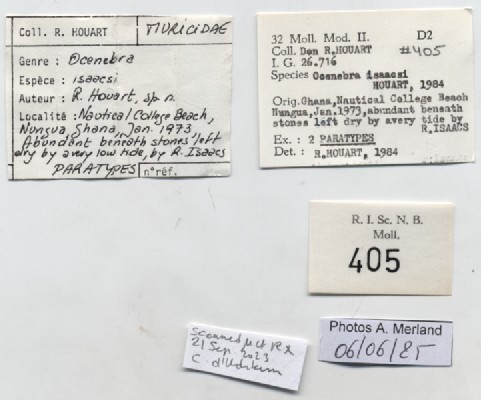 Coll. R. HOUART
MURICIDAE
Genre : Ocenebra
Espèce : isaacsi
Auteur : R. Houart, sp. n.
Localité : Nautical College Beach,
Nungua, Ghana, Jan. 1973
Abundant beneath stones left
dry by a very low tide, by R. Isaacs
PARATYPES
n° réf.
32 Moll. Mod. II. D2
Coll. Don R.HOUART #405
I. G. 26.716
Species Ocenebra isaacsi
HOUART, 1984
Orig.Ghana,Nautical College Beach
Nungua,Jan.1973,abundant beneath
stones left dry by avery tide by
R.ISAACS
Ex. : 2 PARATYPES
Det. : R.HOUART, 1984
R. I. Sc. N. B.
Moll.
405
Scanned
21 Sep. 2023
C. d'Udekem
Photos A. Merland
06/06/25